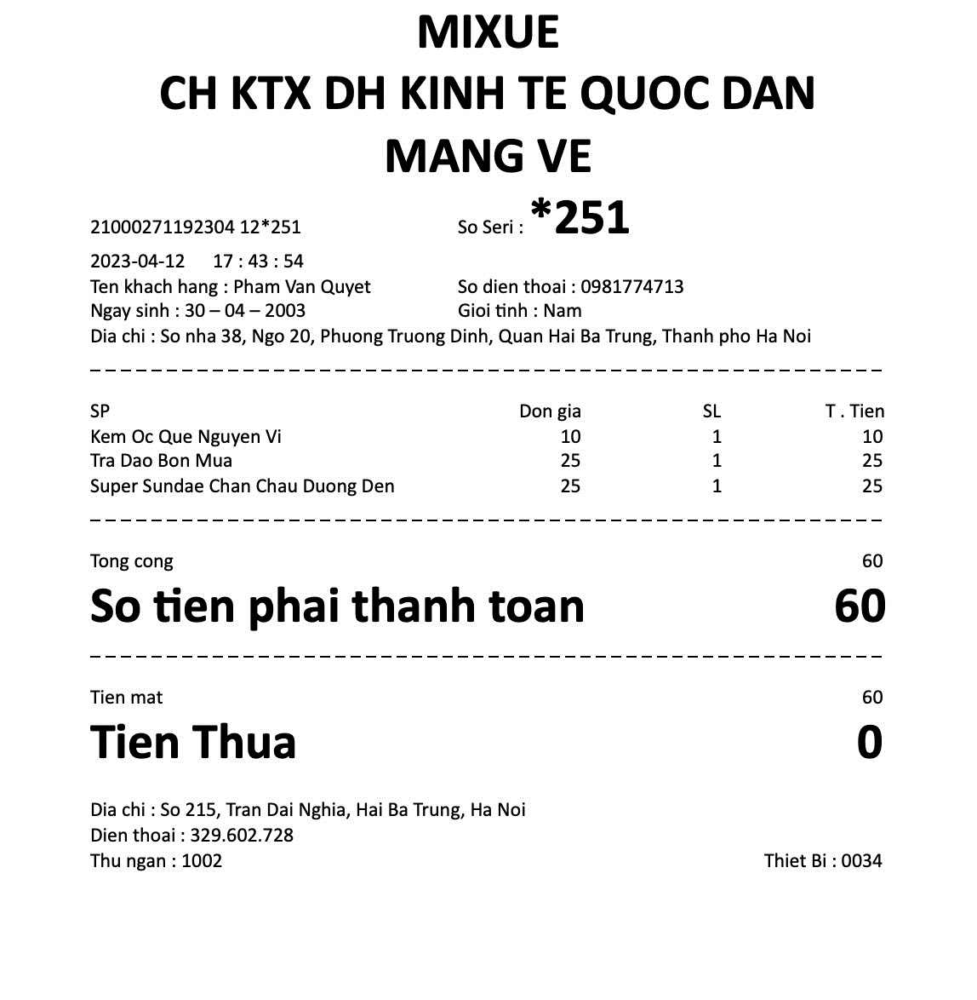 MIXUE
CH KTX DH KINH TE QUOC DAN
MANG VE
21000271192304 12*251 So Seri : *251
2023-04-12 17 : 43 : 54
Ten khach hang : Pham Van Quyet So dien thoai : 0981774713
Ngay sinh : 30 – 04 – 2003 Gioi tinh : Nam
Dia chi : So nha 38, Ngo 20, Phuong Truong Dinh, Quan Hai Ba Trung, Thanh pho Ha Noi
SP Don gia SL T . Tien
Kem Oc Que Nguyen Vi 10 1 10
Tra Dao Bon Mua 25 1 25
Super Sundae Chan Chau Duong Den 25 1 25
Tong cong 60
So tien phai thanh toan 60
Tien mat 60
Tien Thua 0
Dia chi : So 215, Tran Dai Nghia, Hai Ba Trung, Ha Noi
Dien thoai : 329.602.728
Thu ngan : 1002 Thiet Bi : 0034